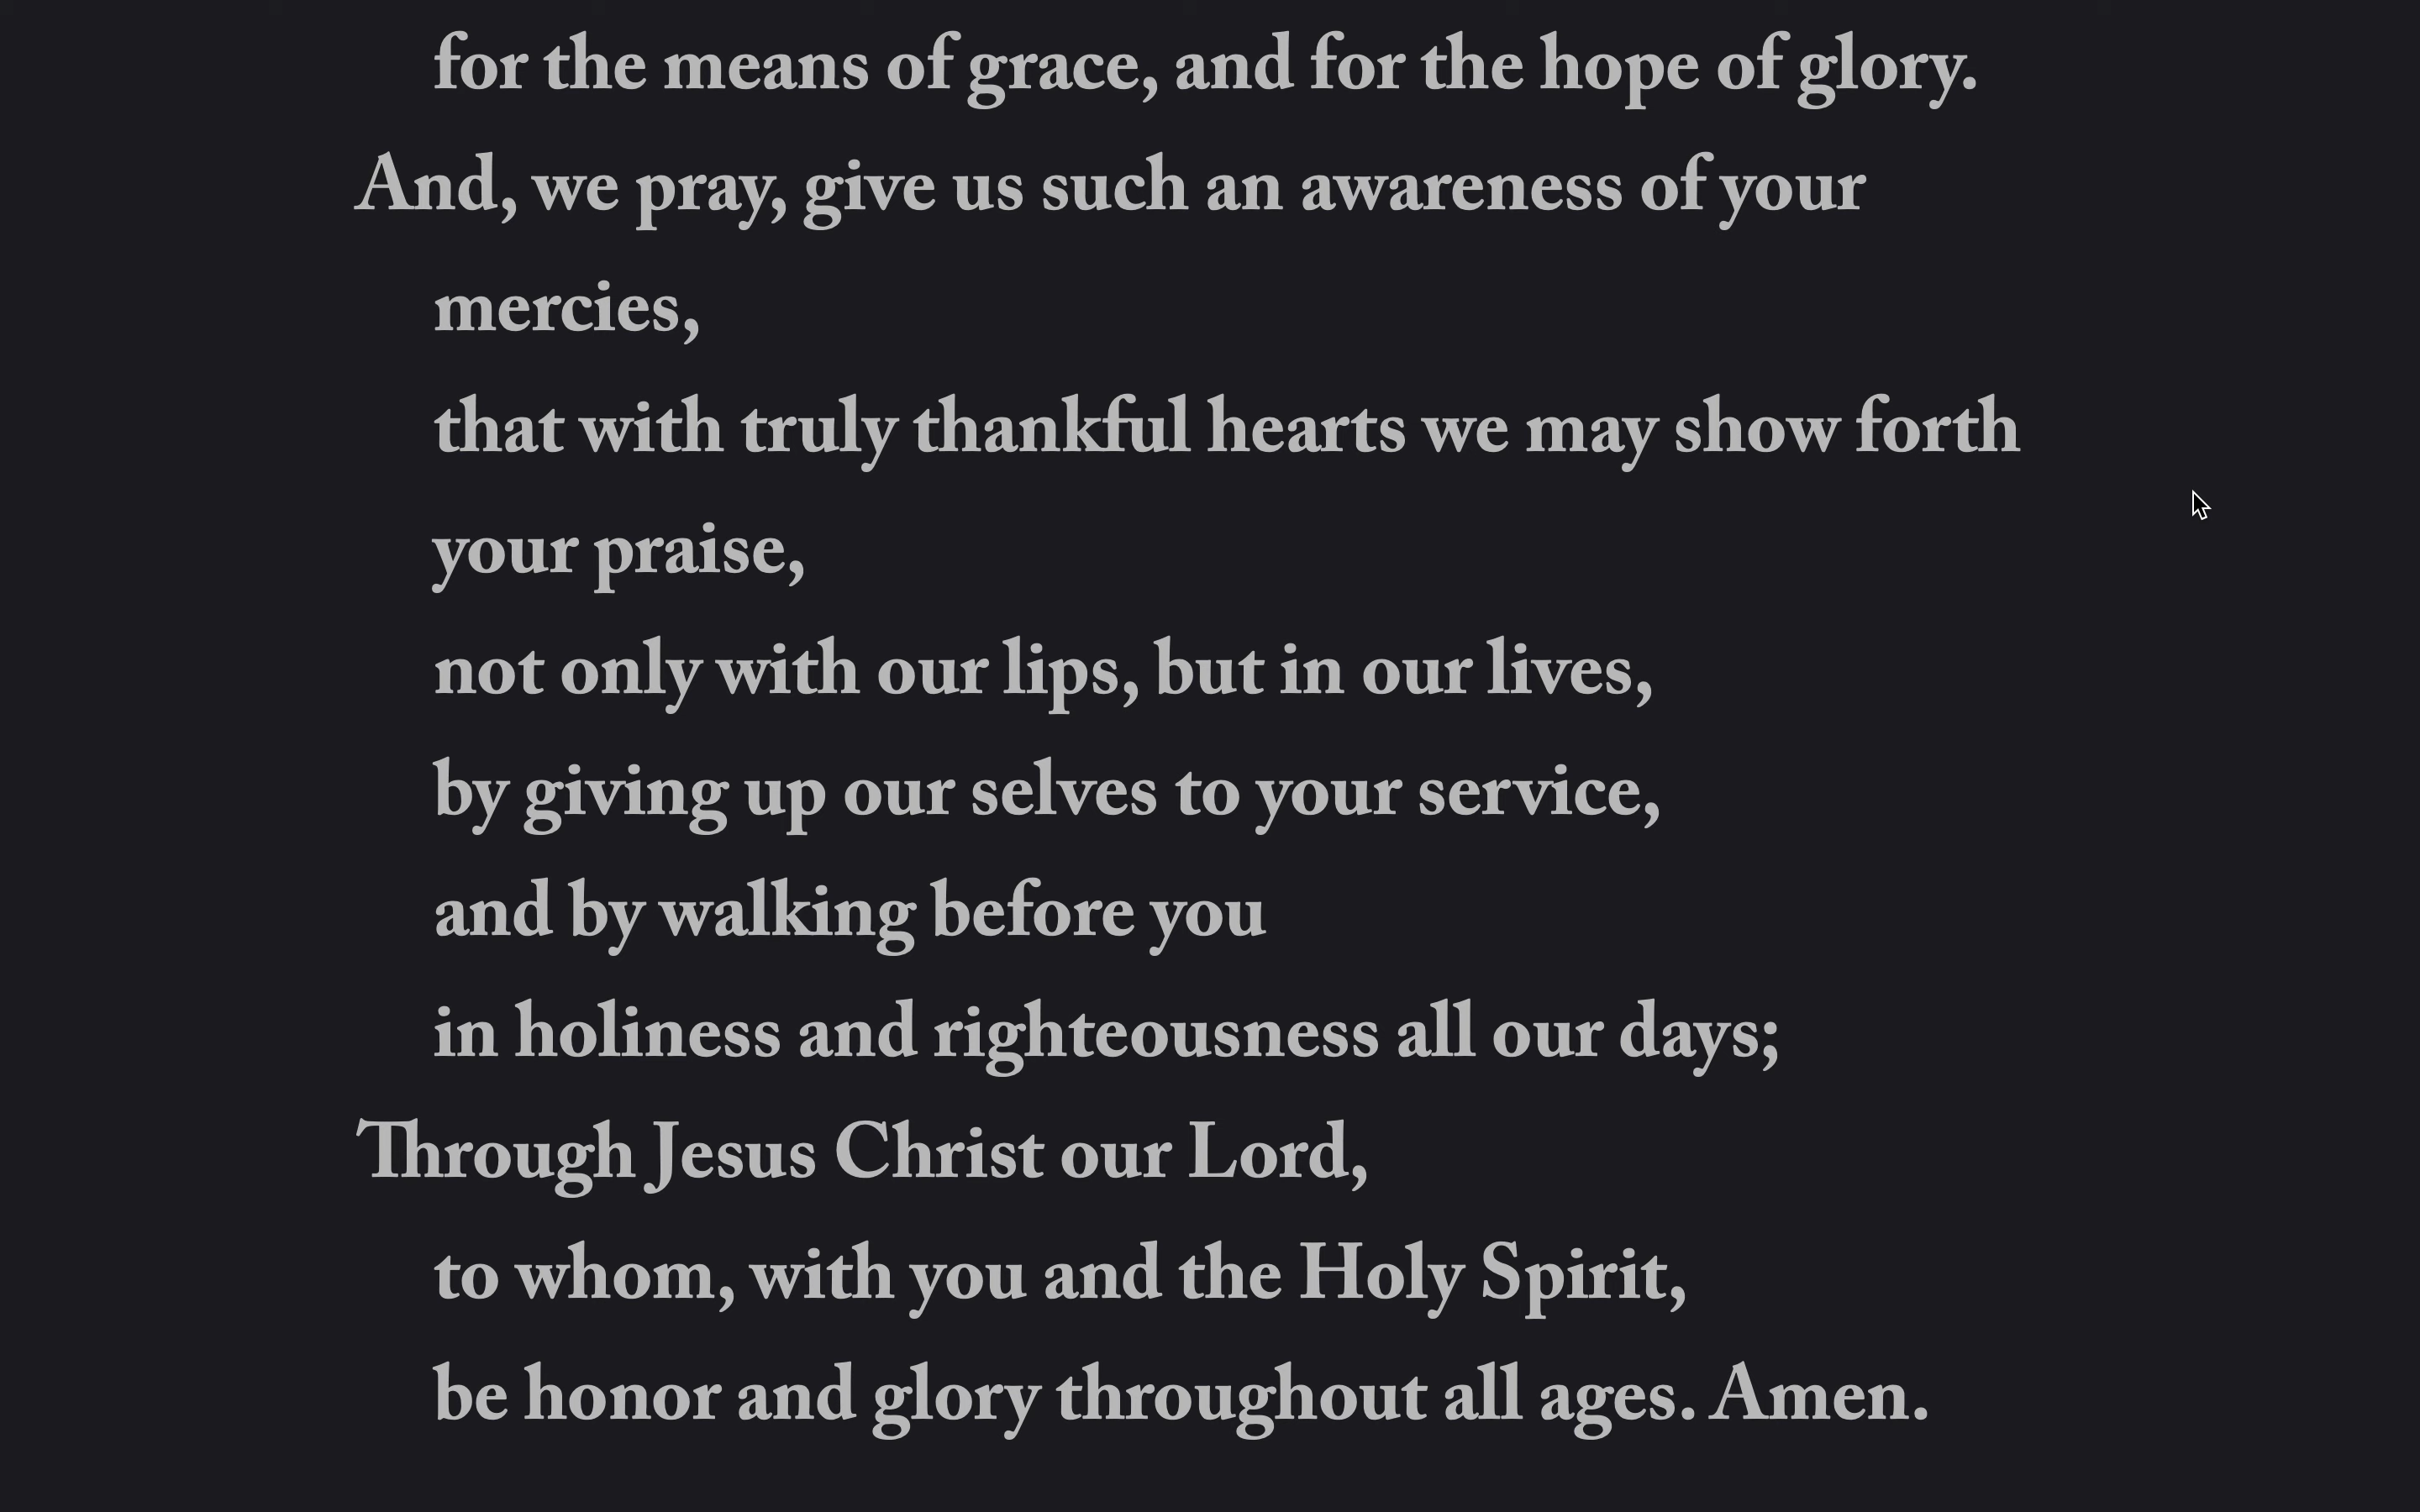 for the means of grace, and for the hope of glory.
And, we pray, give us such an awareness of your
mercies,
that with truly thankful hearts we may show forth
your praise,
not only with our lips, but in our lives,
by giving up our selves to your service,
and by walking before you
in holiness and righteousness all our days;
Through Jesus Christ our Lord,
to whom, with you and the Holy Spirit,
be honor and glory throughout all ages. Amen.